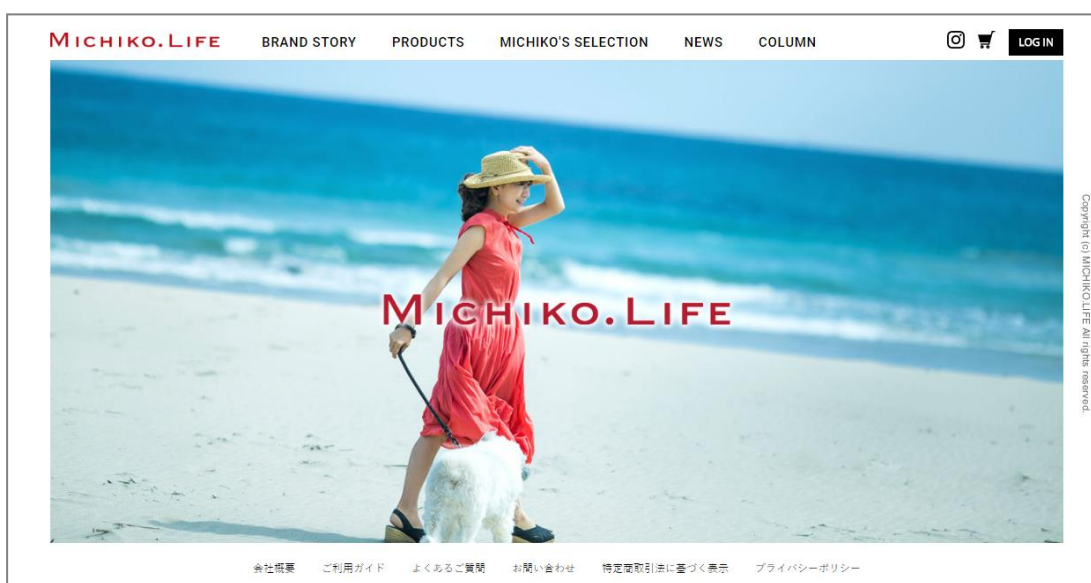 MICHIKO.LIFE BRAND STORY PRODUCTS MICHIKO'S SELECTION NEWS COLUMN LOG IN
MICHIKO.LIFE
Copyright (c) MICHIKO.LIFE All rights reserved.
会社概要 ご利用ガイド よくあるご質問 お問い合わせ 特定商取引法に基づく表示 プライバシーポリシー